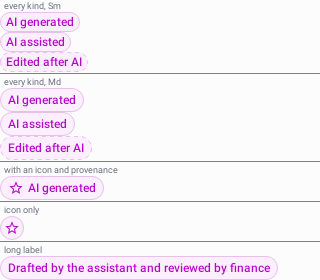 every kind, Sm
AI generated
AI assisted
Edited after AI
every kind, Md
AI generated
AI assisted
Edited after AI
with an icon and provenance
AI generated
icon only
long label
Drafted by the assistant and reviewed by finance